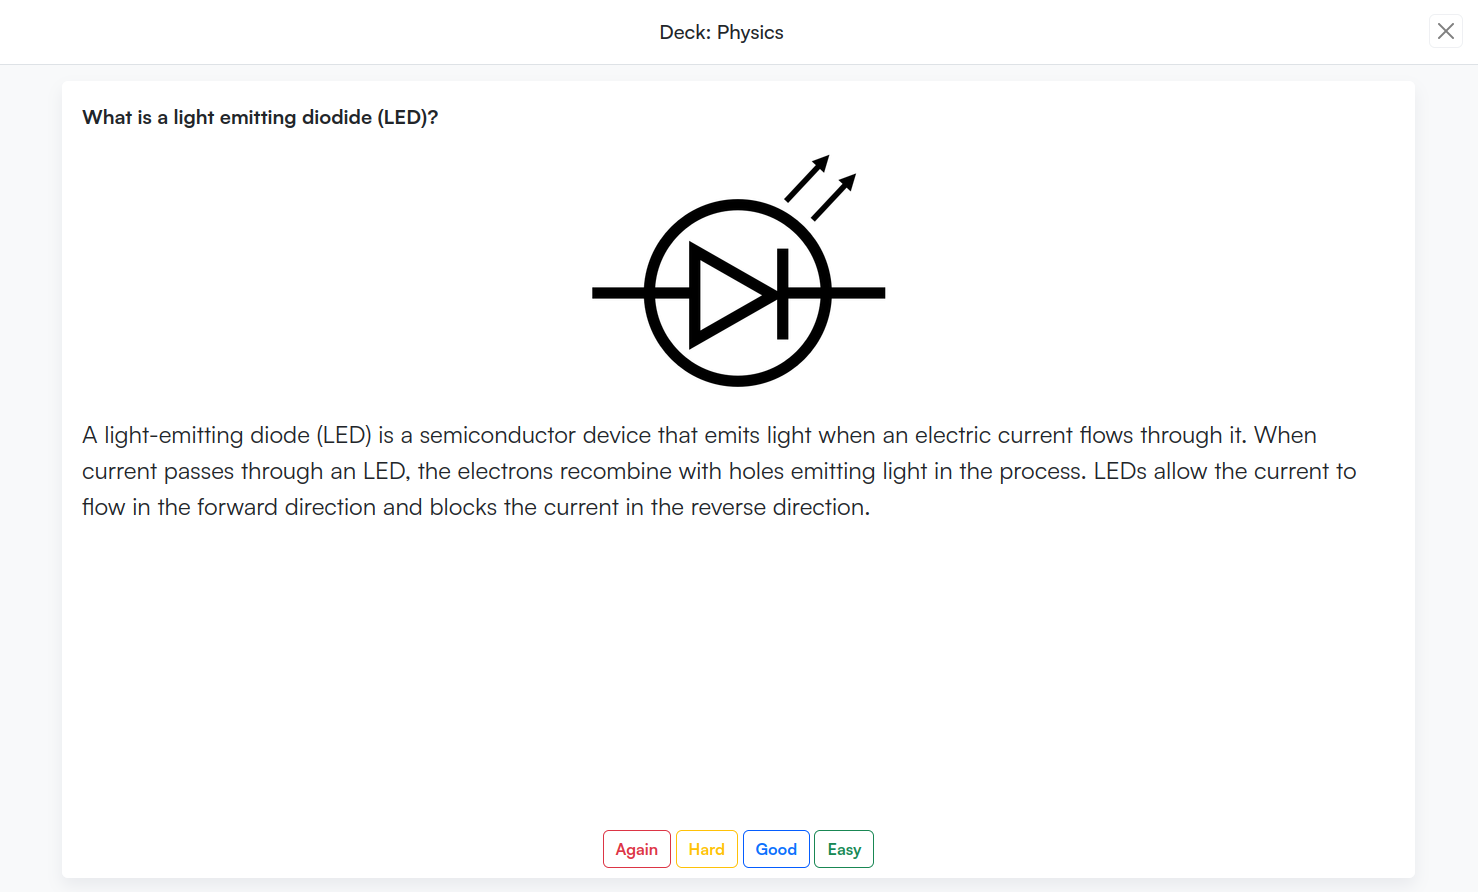 Deck: Physics
What is a light emitting diodide (LED)?
A light-emitting diode (LED) is a semiconductor device that emits light when an electric current flows through it. When
current passes through an LED, the electrons recombine with holes emitting light in the process. LEDs allow the current to
flow in the forward direction and blocks the current in the reverse direction.
Again Hard Good Easy